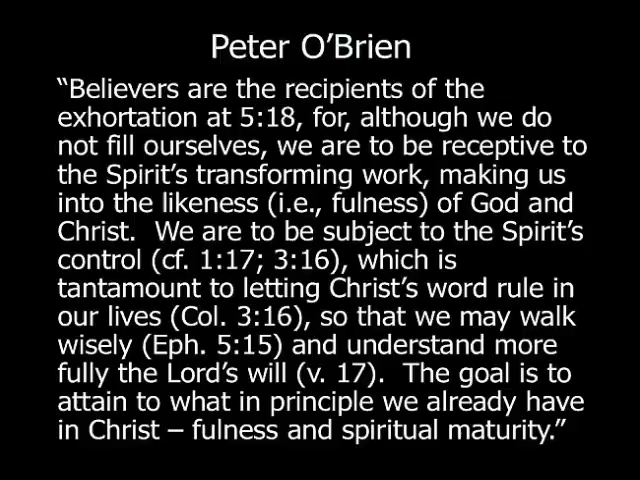 Peter O’Brien
“Believers are the recipients of the
exhortation at 5:18, for, although we do
not fill ourselves, we are to be receptive to
the Spirit’s transforming work, making us
into the likeness (i.e., fulness) of God and
Christ.  We are to be subject to the Spirit’s
control (cf. 1:17; 3:16), which is
tantamount to letting Christ’s word rule in
our lives (Col. 3:16), so that we may walk
wisely (Eph. 5:15) and understand more
fully the Lord’s will (v. 17).  The goal is to
attain to what in principle we already have
in Christ – fulness and spiritual maturity.”